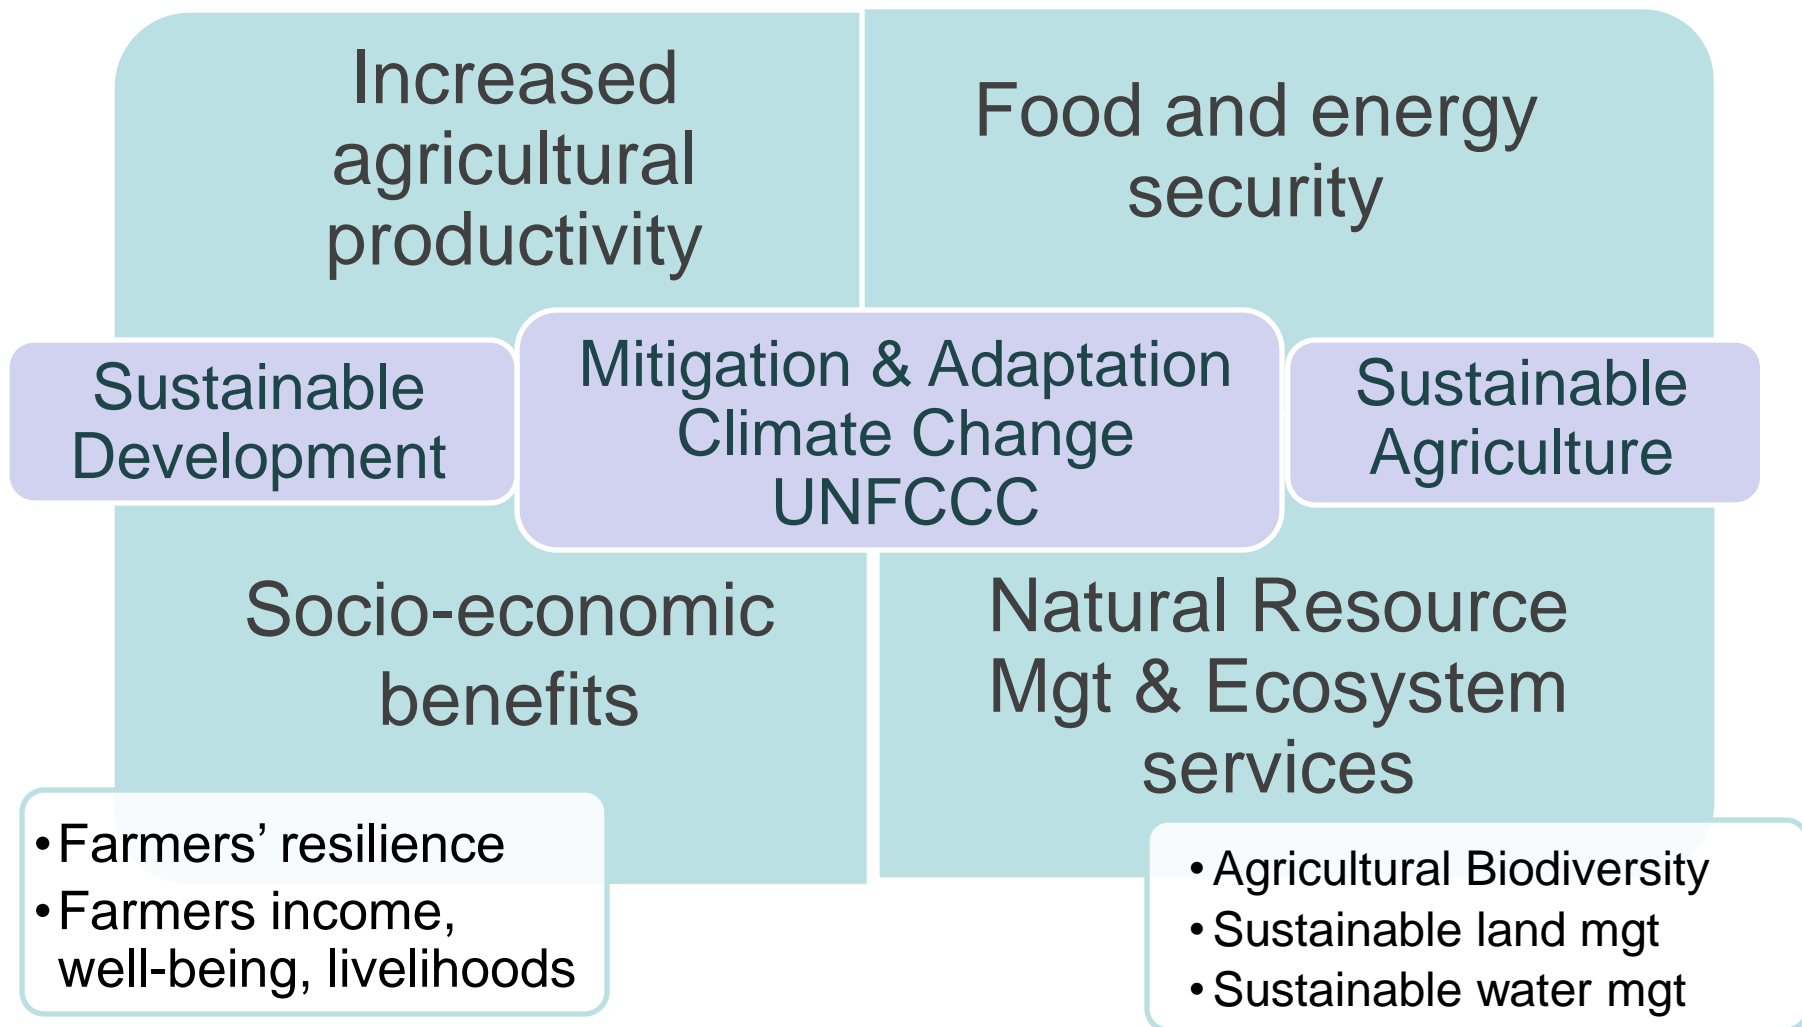 Increased
agricultural
productivity
Food and energy
security
Sustainable
Development
Mitigation & Adaptation
Climate Change
UNFCCC
Sustainable
Agriculture
Socio-economic
benefits
Natural Resource
Mgt & Ecosystem
services
•Farmers’ resilience
•Farmers income,
well-being, livelihoods
•Agricultural Biodiversity
•Sustainable land mgt
•Sustainable water mgt